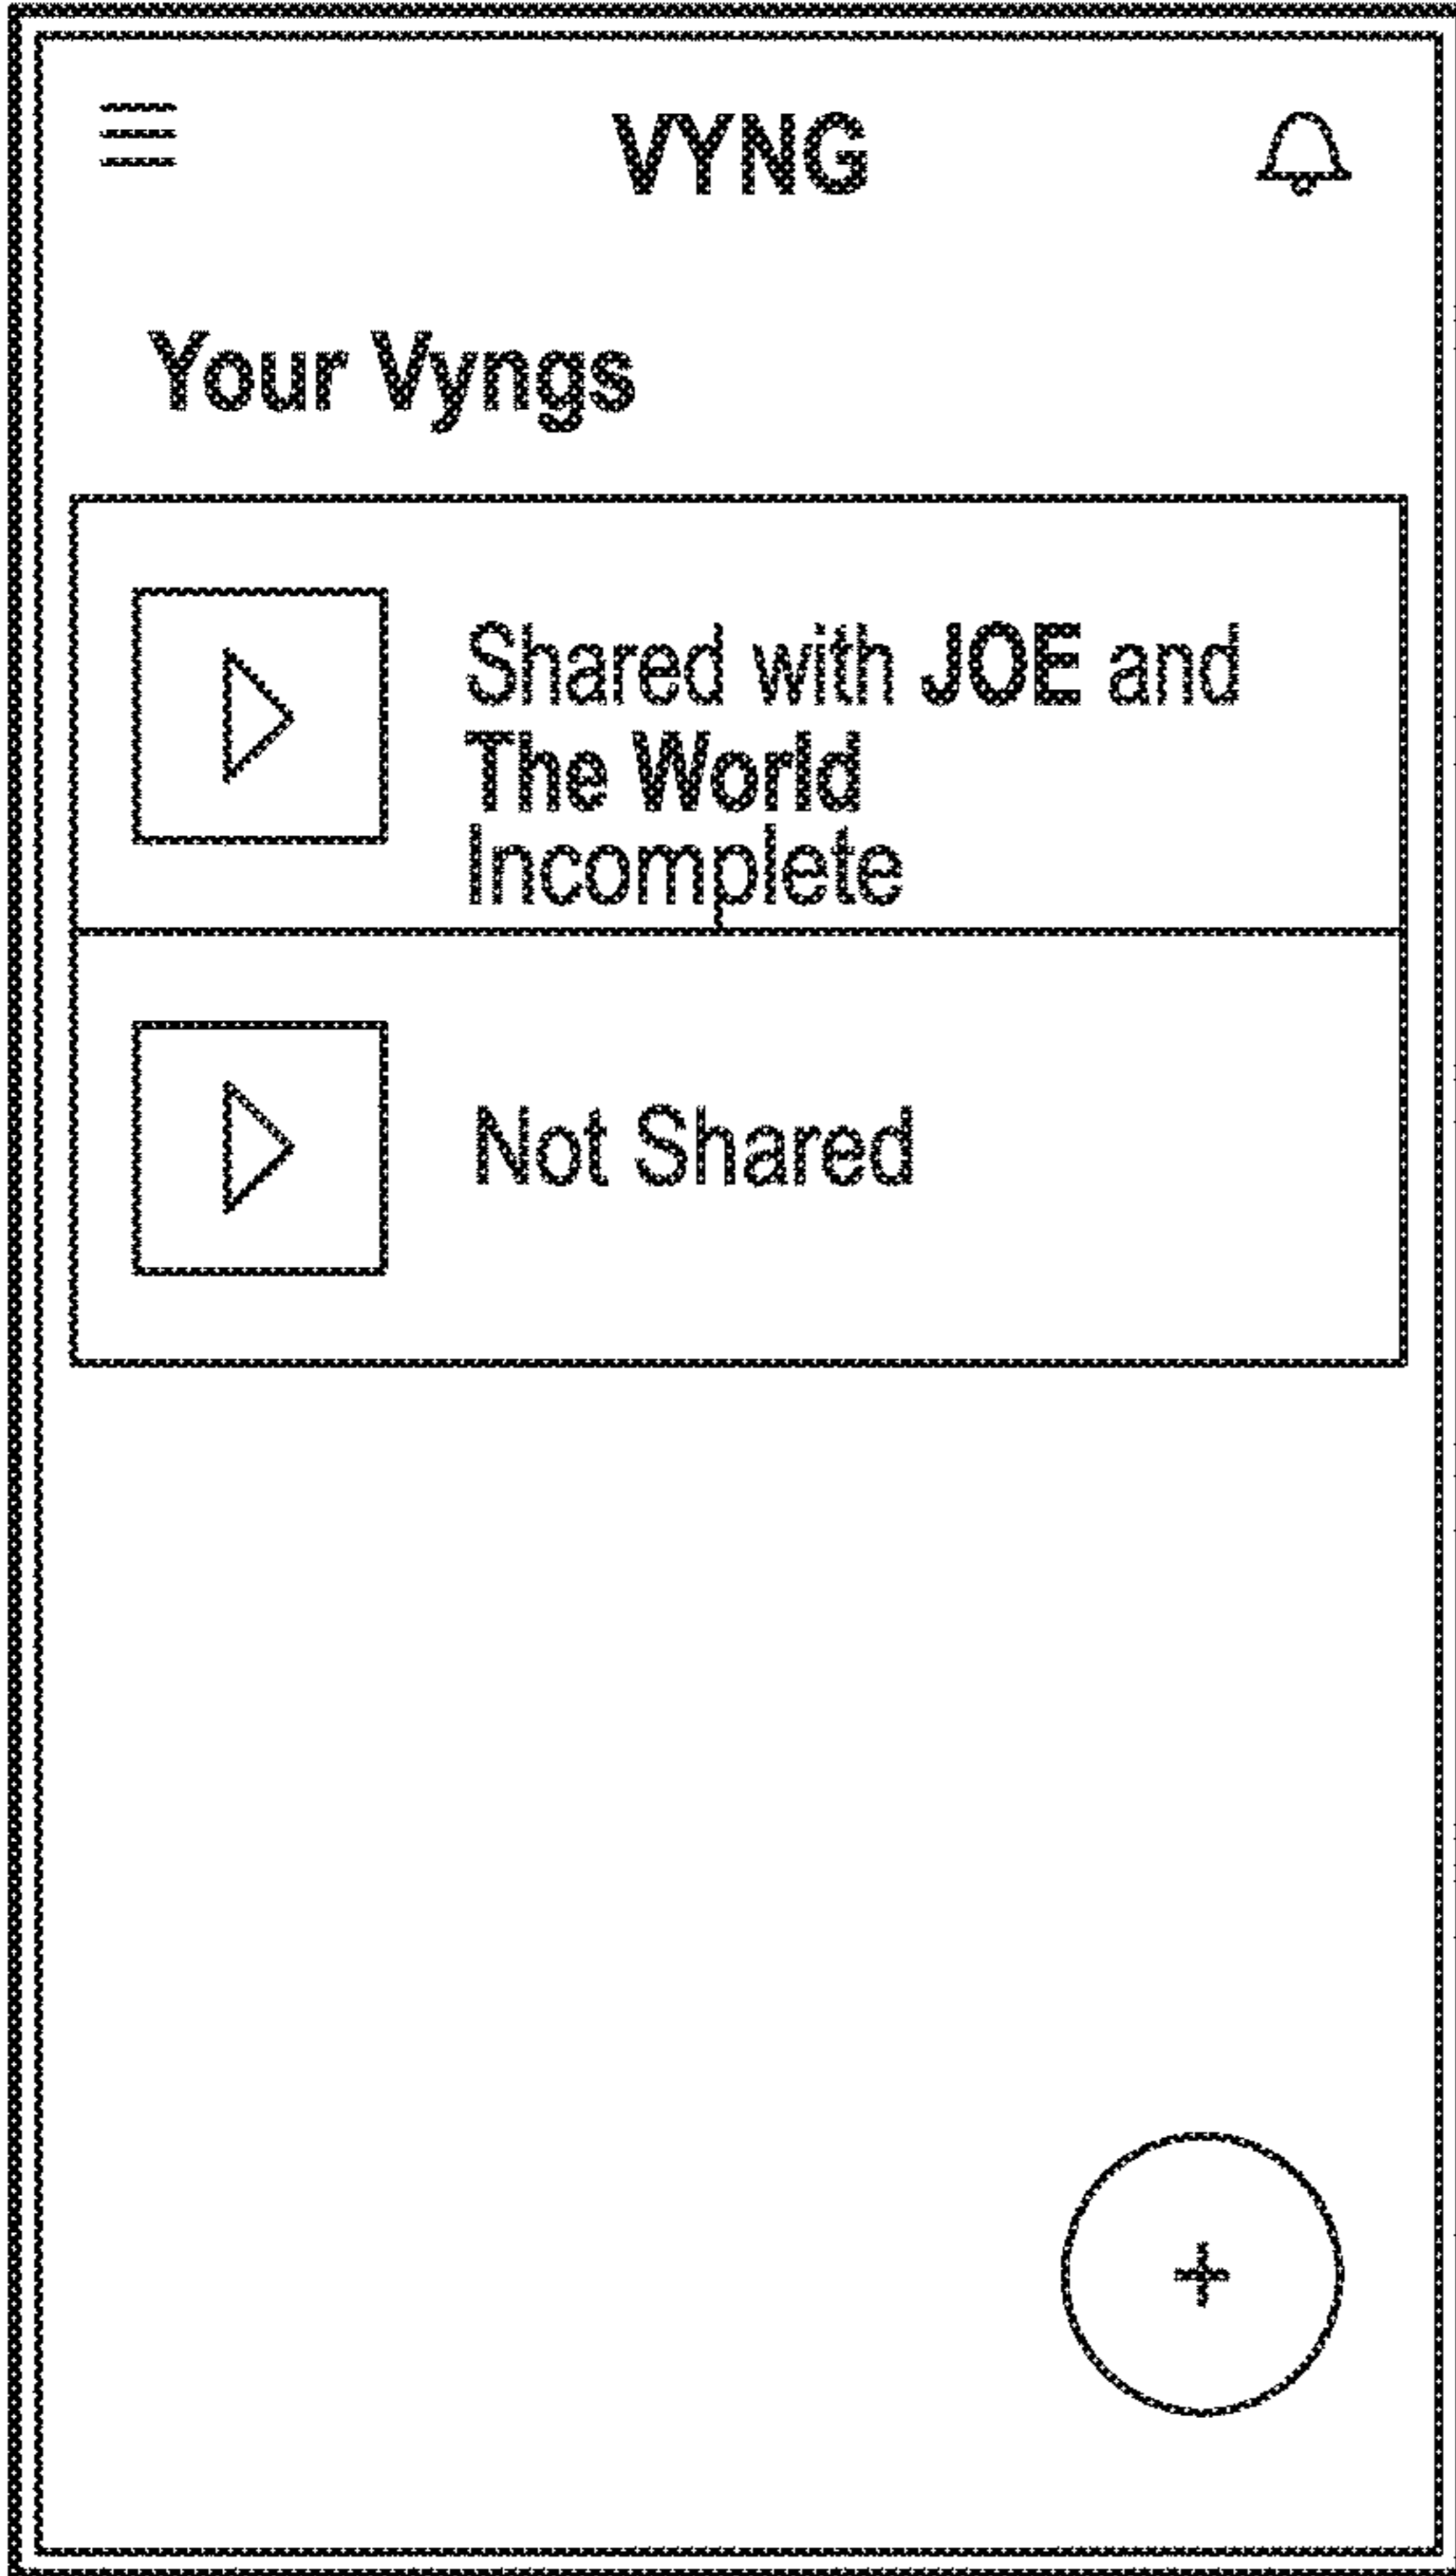 VYNG
Your Vyngs
Shared with JOE and
The World
Incomplete
Not Shared
+